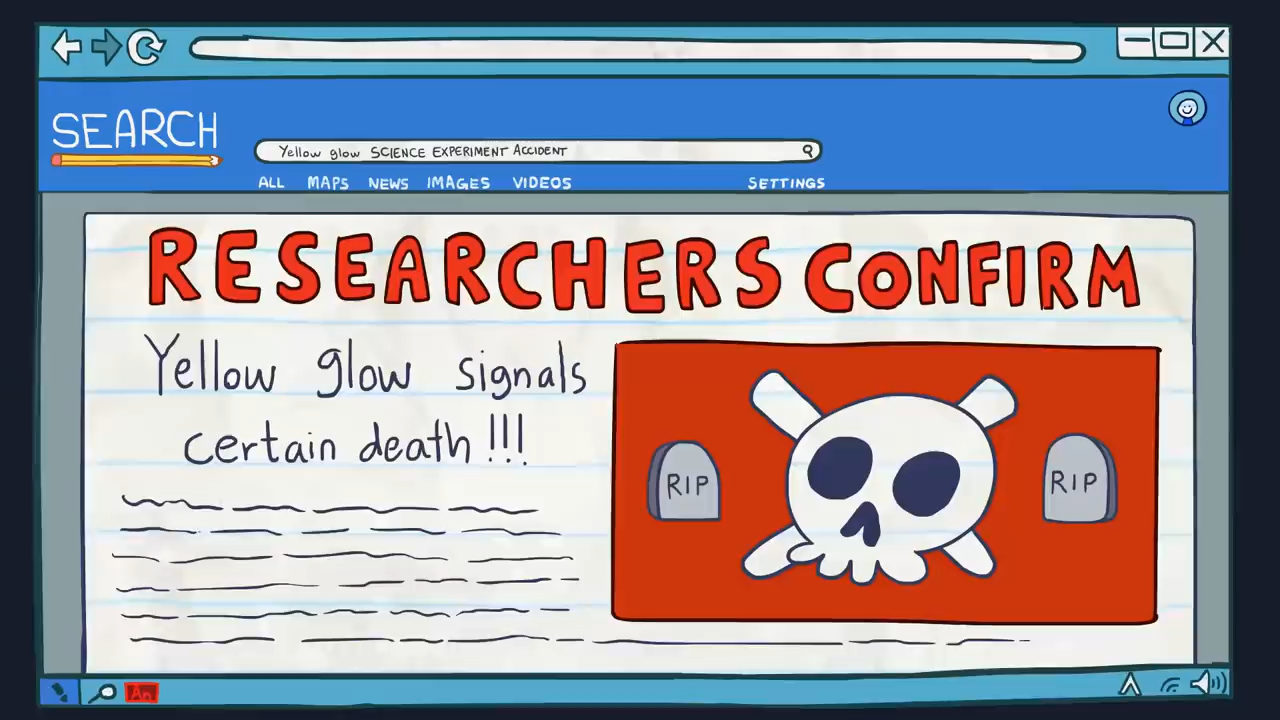 SEARCH
Yellow glow SCIENCE EXPERIMENT ACCIDENT
ALL MAPS NEWS IMAGES VIDEOS SETTINGS
RESEARCHERS CONFIRM
Yellow glow signals
certain death!!!
RIP
RIP
An